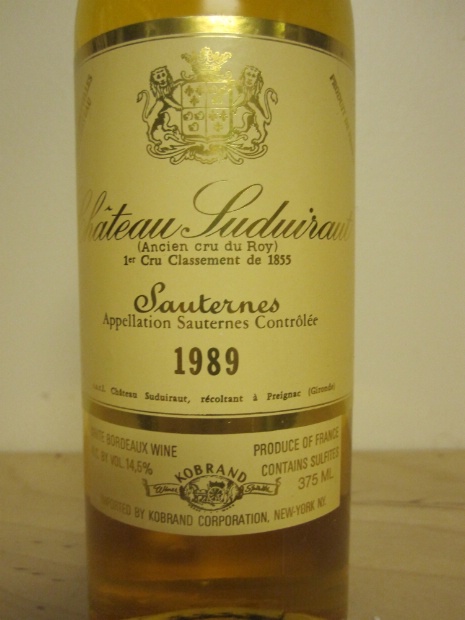 Château Suduiraut
(Ancien cru du Roy)
1er Cru Classement de 1855
Sauternes
Appellation Sauternes Contrôlée
1989
Château Suduiraut, récoltant à Preignac (Gironde)
BORDEAUX WINE
PRODUCE OF FRANCE
BY VOL. 14,5%
CONTAINS SULFITES
375 ML
KOBRAND
IMPORTED BY KOBRAND CORPORATION, NEW-YORK NY.